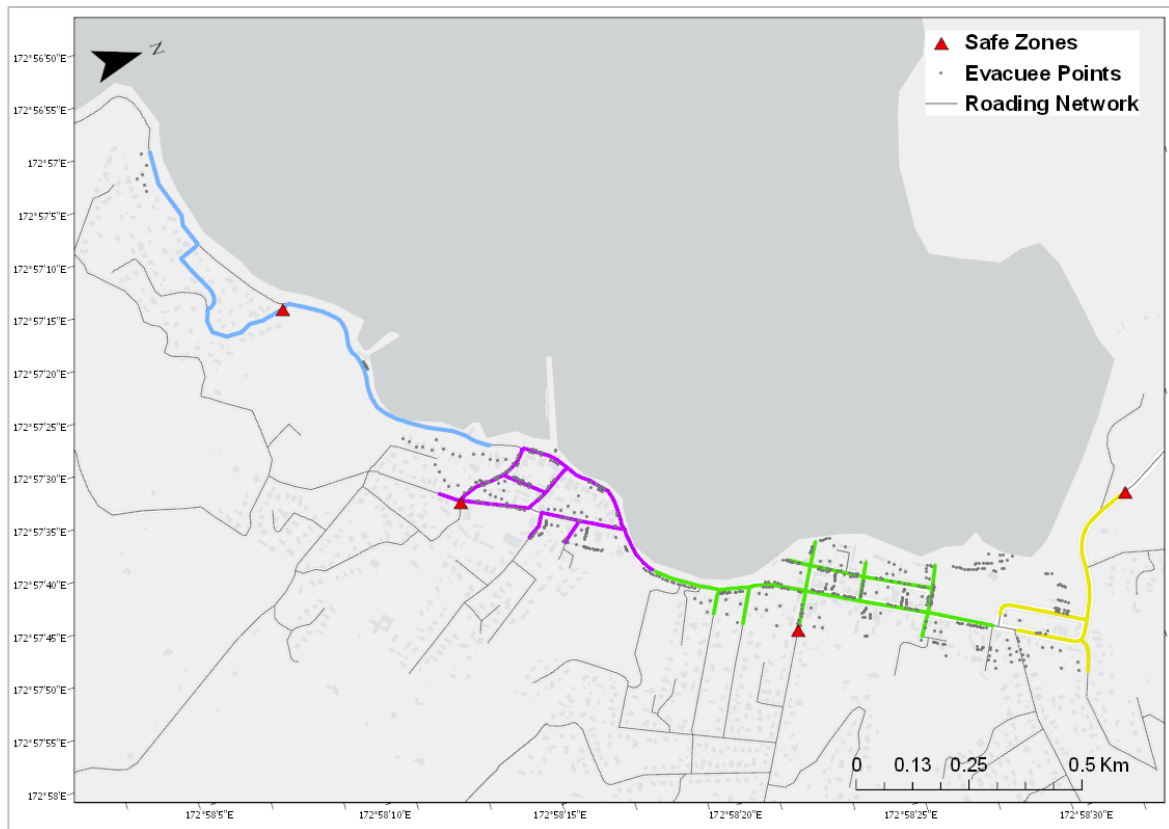 N
Safe Zones
Evacuee Points
Roading Network
172°56'50"E
172°56'55"E
172°57'E
172°57'5"E
172°57'10"E
172°57'15"E
172°57'20"E
172°57'25"E
172°57'30"E
172°57'35"E
172°57'40"E
172°57'45"E
172°57'50"E
172°57'55"E
172°58'E
0 0.13 0.25 0.5 Km
172°58'5"E 172°58'10"E 172°58'15"E 172°58'20"E 172°58'25"E 172°58'30"E